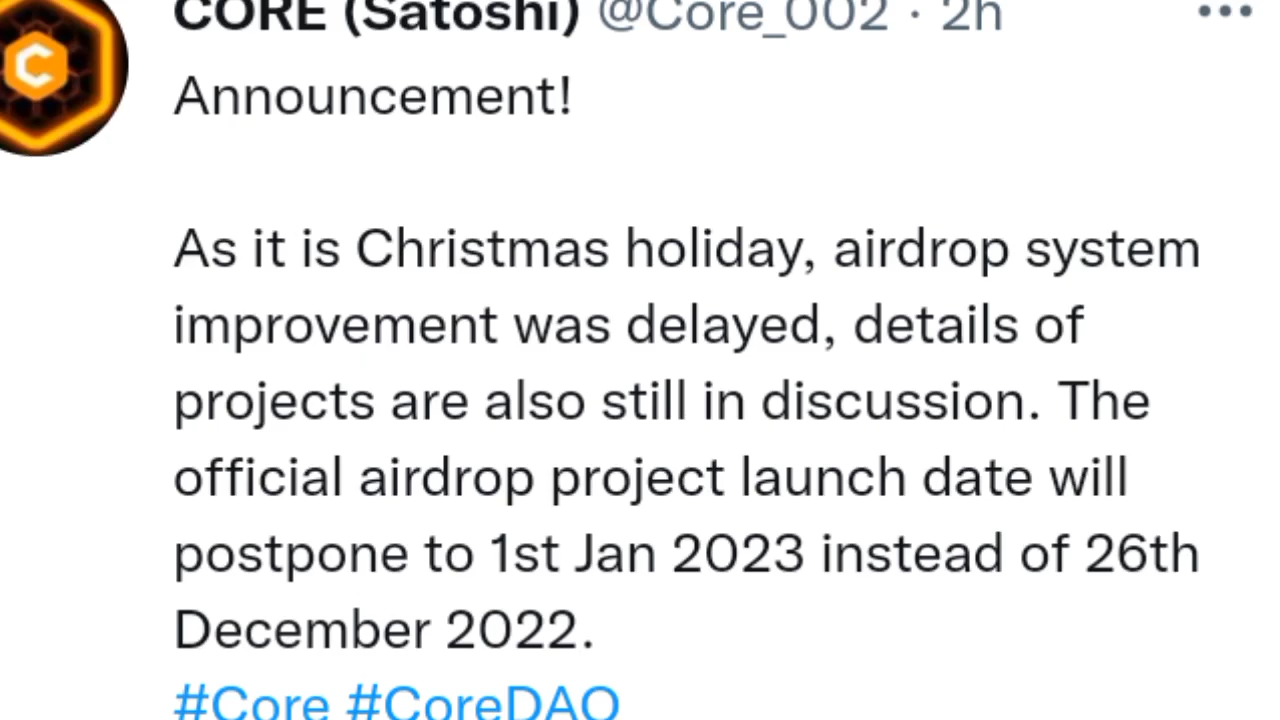 CORE (Satoshi) @Core_002 · 2h
Announcement!
As it is Christmas holiday, airdrop system
improvement was delayed, details of
projects are also still in discussion. The
official airdrop project launch date will
postpone to 1st Jan 2023 instead of 26th
December 2022.
#Core #CoreDAO